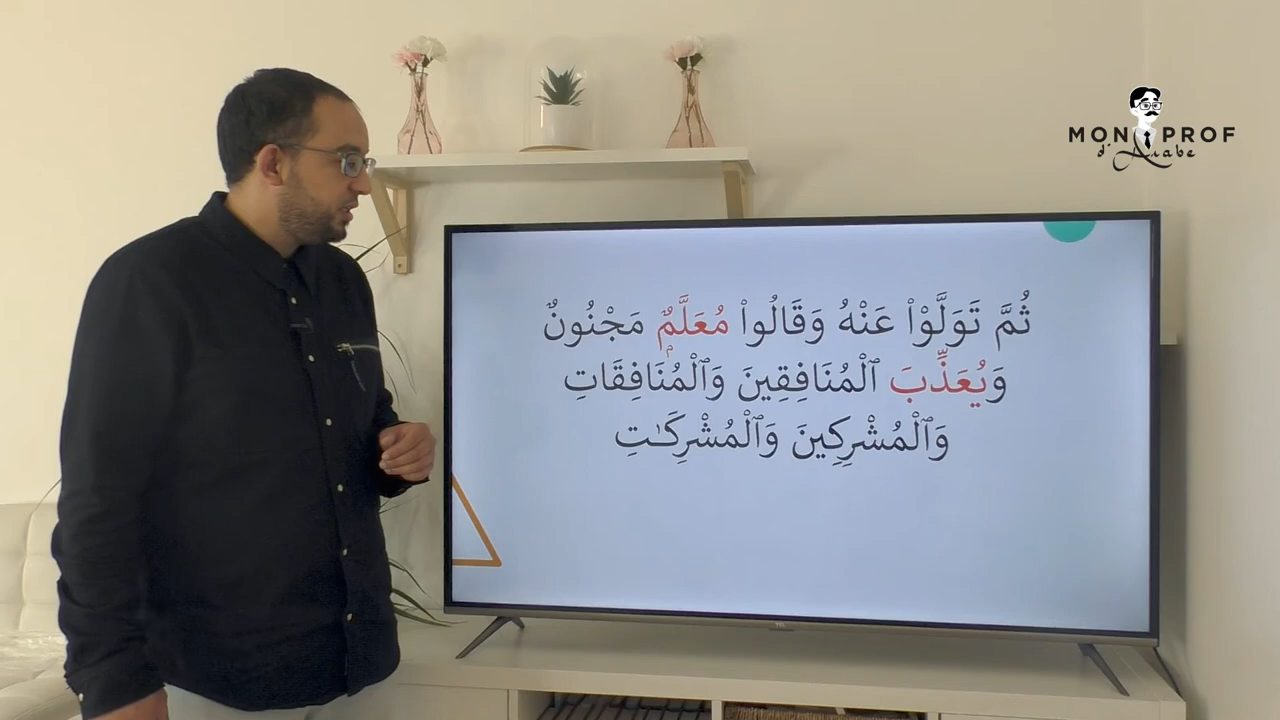 MON PROF
d'Arabe
ثُمَّ تَوَلَّوْا۟ عَنْهُ وَقَالُوا۟ مُعَلَّمٌۭ مَجْنُونٌ
وَيُعَذِّبَ ٱلْمُنَافِقِينَ وَٱلْمُنَافِقَاتِ
وَٱلْمُشْرِكِينَ وَٱلْمُشْرِكَـٰتِ